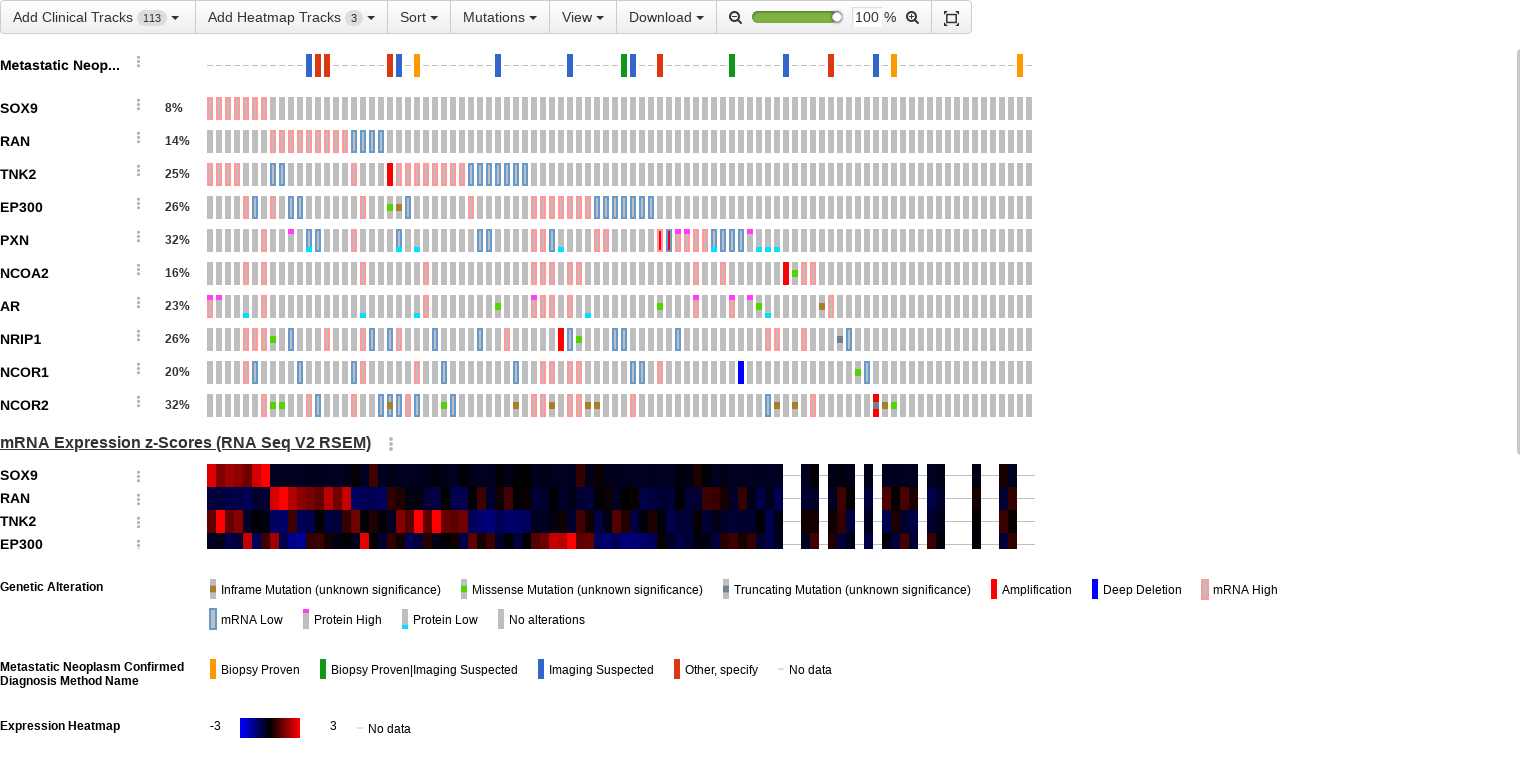 Add Clinical Tracks 113 Add Heatmap Tracks 3 Sort Mutations View Download 100 %
Metastatic Neop...
SOX9 8%
RAN 14%
TNK2 25%
EP300 26%
PXN 32%
NCOA2 16%
AR 23%
NRIP1 26%
NCOR1 20%
NCOR2 32%
mRNA Expression z-Scores (RNA Seq V2 RSEM)
SOX9
RAN
TNK2
EP300
Genetic Alteration Inframe Mutation (unknown significance) Missense Mutation (unknown significance) Truncating Mutation (unknown significance) Amplification Deep Deletion mRNA High
mRNA Low Protein High Protein Low No alterations
Metastatic Neoplasm Confirmed Biopsy Proven Biopsy Proven|Imaging Suspected Imaging Suspected Other, specify No data
Diagnosis Method Name
Expression Heatmap -3 3 No data